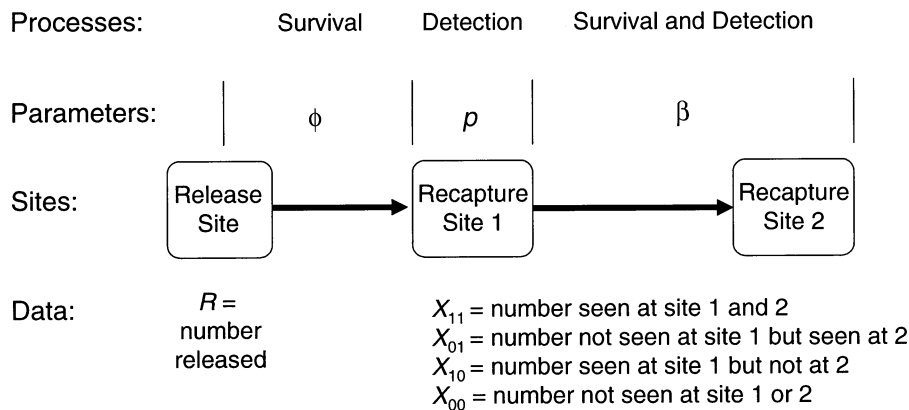 Processes: Survival Detection Survival and Detection
Parameters: ϕ p β
Sites: Release Site Recapture Site 1 Recapture Site 2
Data: R = number released
X11 = number seen at site 1 and 2
X01 = number not seen at site 1 but seen at 2
X10 = number seen at site 1 but not at 2
X00 = number not seen at site 1 or 2